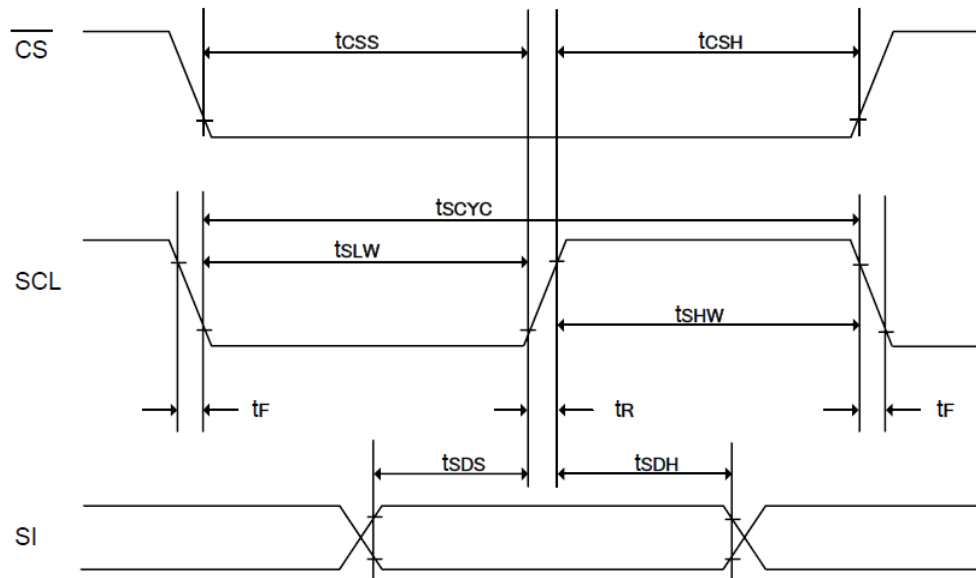 CS
tCSS
tCSH
tSCYC
SCL
tSLW
tSHW
tF
tR
tF
tSDS
tSDH
SI